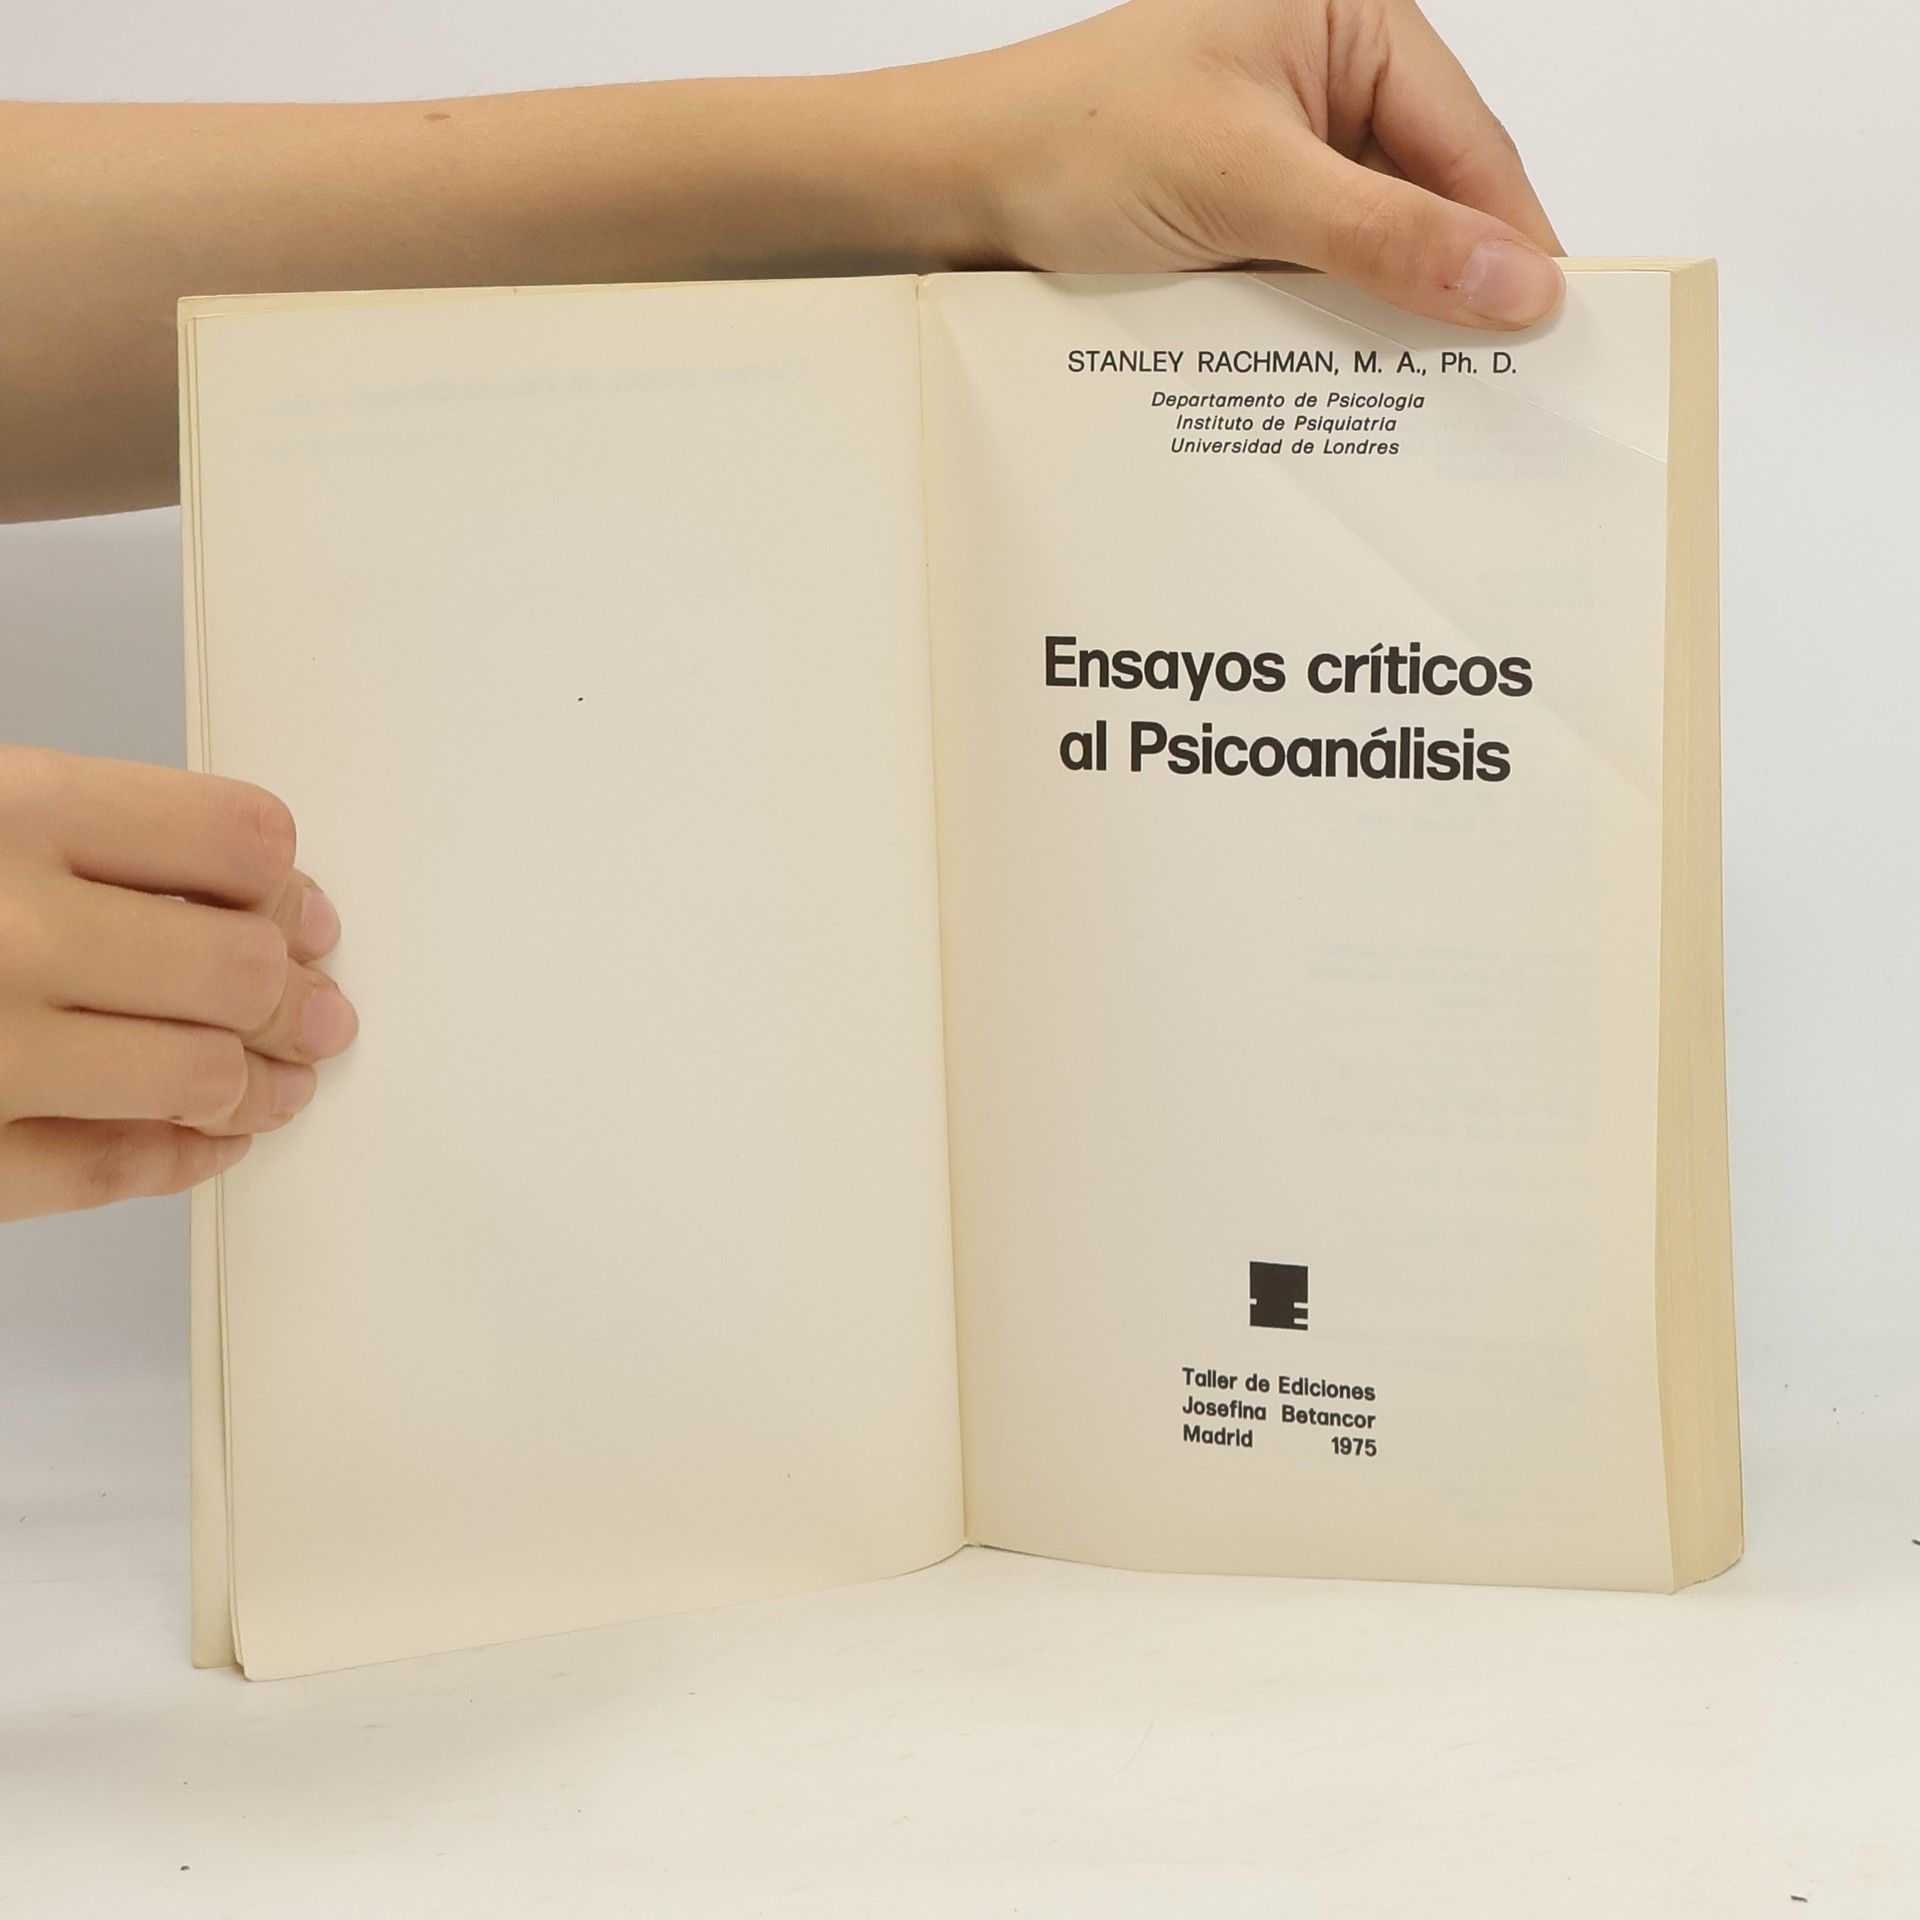 STANLEY RACHMAN, M. A., Ph. D.
Departamento de Psicología
Instituto de Psiquiatría
Universidad de Londres
Ensayos críticos
al Psicoanálisis
Taller de Ediciones
Josefina Betancor
Madrid 1975